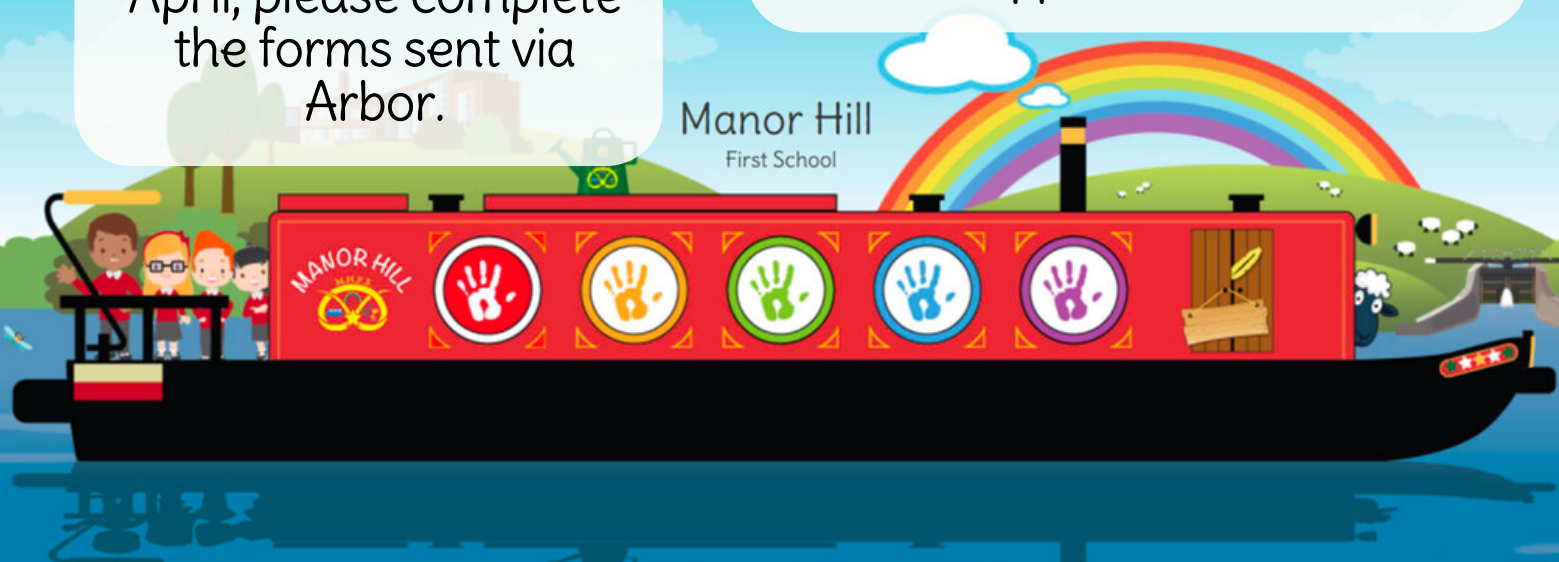 April, please complete
the forms sent via
Arbor.
Manor Hill
First School
MANOR HILL